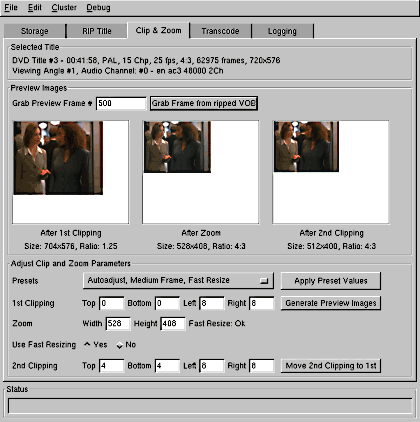 File Edit Cluster Debug
Storage RIP Title Clip & Zoom Transcode Logging
Selected Title
DVD Title #3 - 00:41:58, PAL, 15 Chp, 25 fps, 4:3, 62975 frames, 720x576
Viewing Angle #1, Audio Channel: #0 - en ac3 48000 2Ch
Preview Images
Grab Preview Frame # 500 Grab Frame from ripped VOB
After 1st Clipping After Zoom After 2nd Clipping
Size: 704x576, Ratio: 1.25 Size: 528x408, Ratio: 4:3 Size: 512x400, Ratio: 4:3
Adjust Clip and Zoom Parameters
Presets Autoadjust, Medium Frame, Fast Resize Apply Preset Values
1st Clipping Top 0 Bottom 0 Left 8 Right 8 Generate Preview Images
Zoom Width 528 Height 408 Fast Resize: Ok
Use Fast Resizing Yes No
2nd Clipping Top 4 Bottom 4 Left 8 Right 8 Move 2nd Clipping to 1st
Status